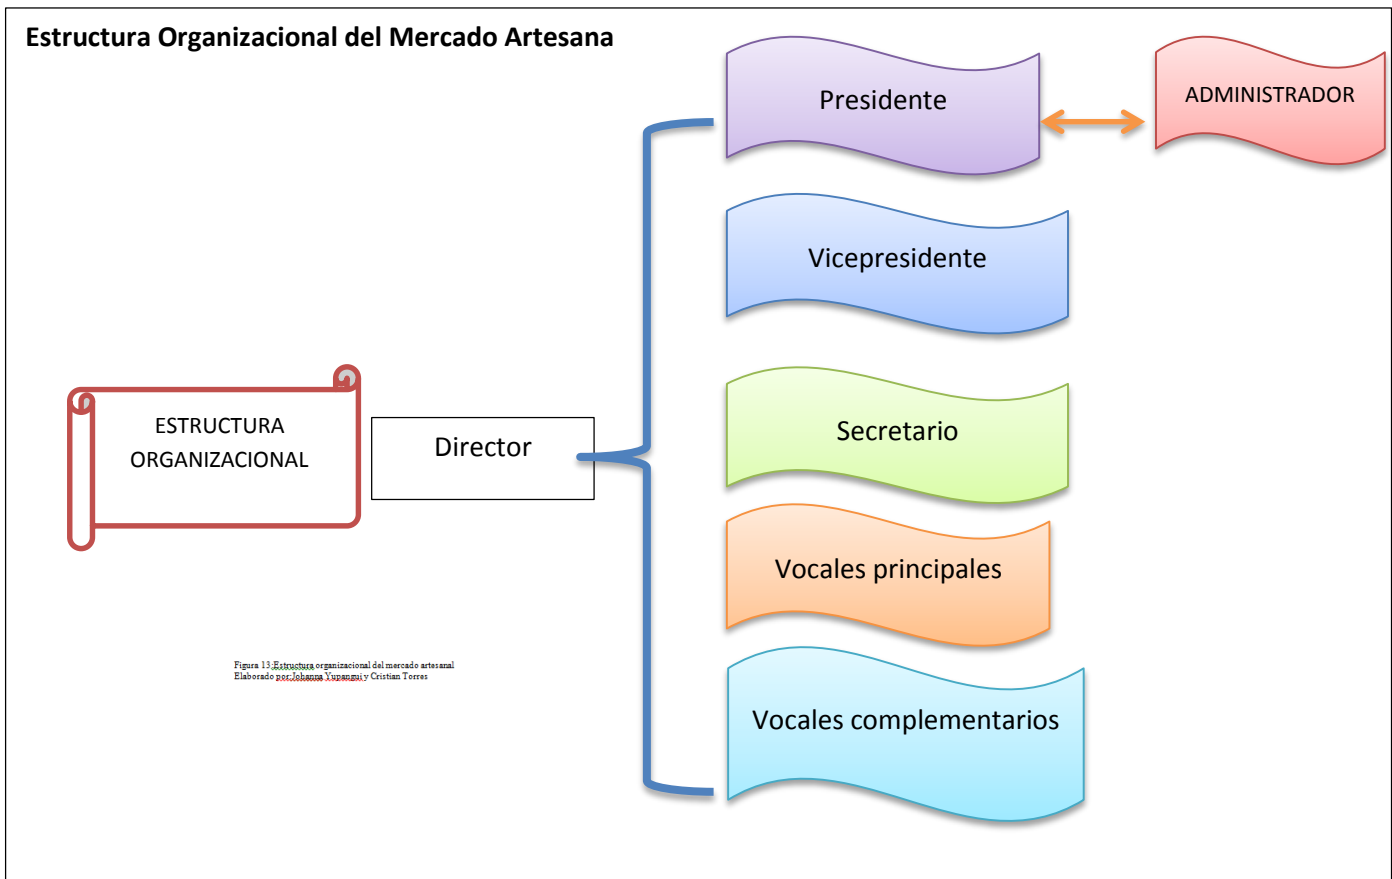 Estructura Organizacional del Mercado Artesana
Presidente
ADMINISTRADOR
Vicepresidente
ESTRUCTURA
ORGANIZACIONAL
Director
Secretario
Vocales principales
Vocales complementarios
Figura 13:Estructura organizacional del mercado artesanal
Elaborado por:Johanna Yupangui y Cristian Torres